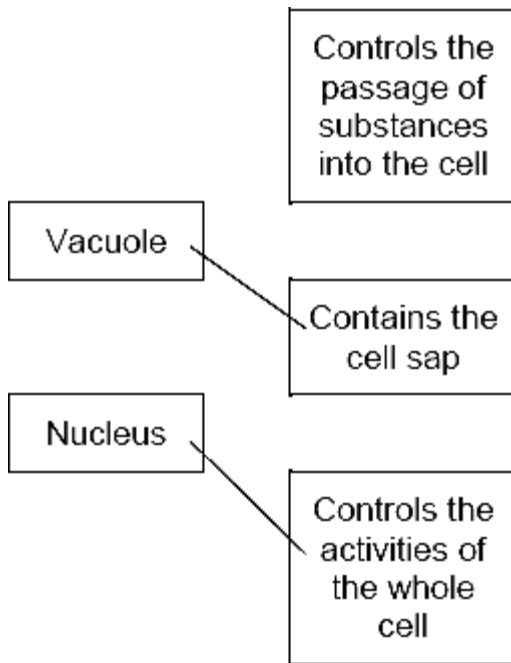 Controls the
passage of
substances
into the cell
Vacuole
Contains the
cell sap
Nucleus
Controls the
activities of
the whole
cell